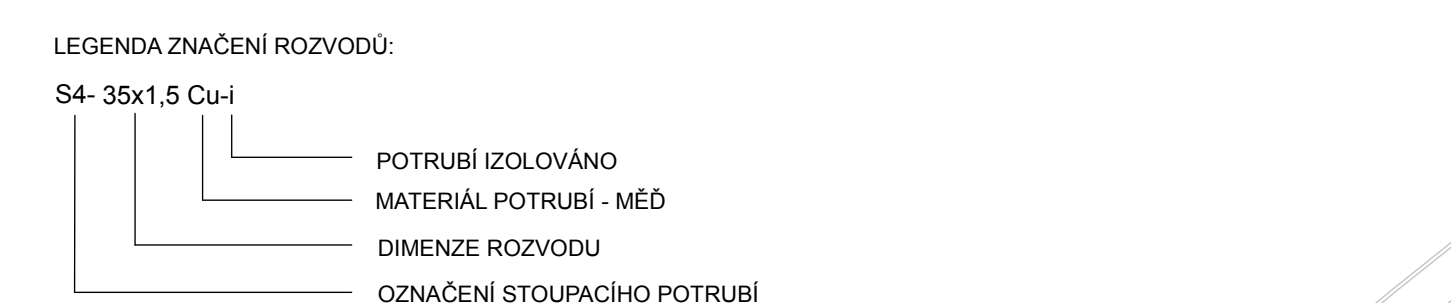 LEGENDA ZNAČENÍ ROZVODŮ:
S4- 35x1,5 Cu-i
POTRUBÍ IZOLOVÁNO
MATERIÁL POTRUBÍ - MĚĎ
DIMENZE ROZVODU
OZNAČENÍ STOUPACÍHO POTRUBÍ